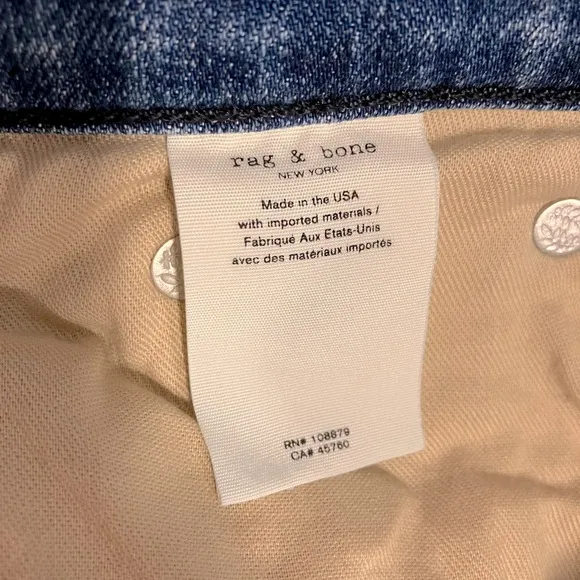 rag & bone
NEW YORK
Made in the USA
with imported materials /
Fabriqué Aux Etats-Unis
avec des matériaux importés
RN# 108879
CA# 45760